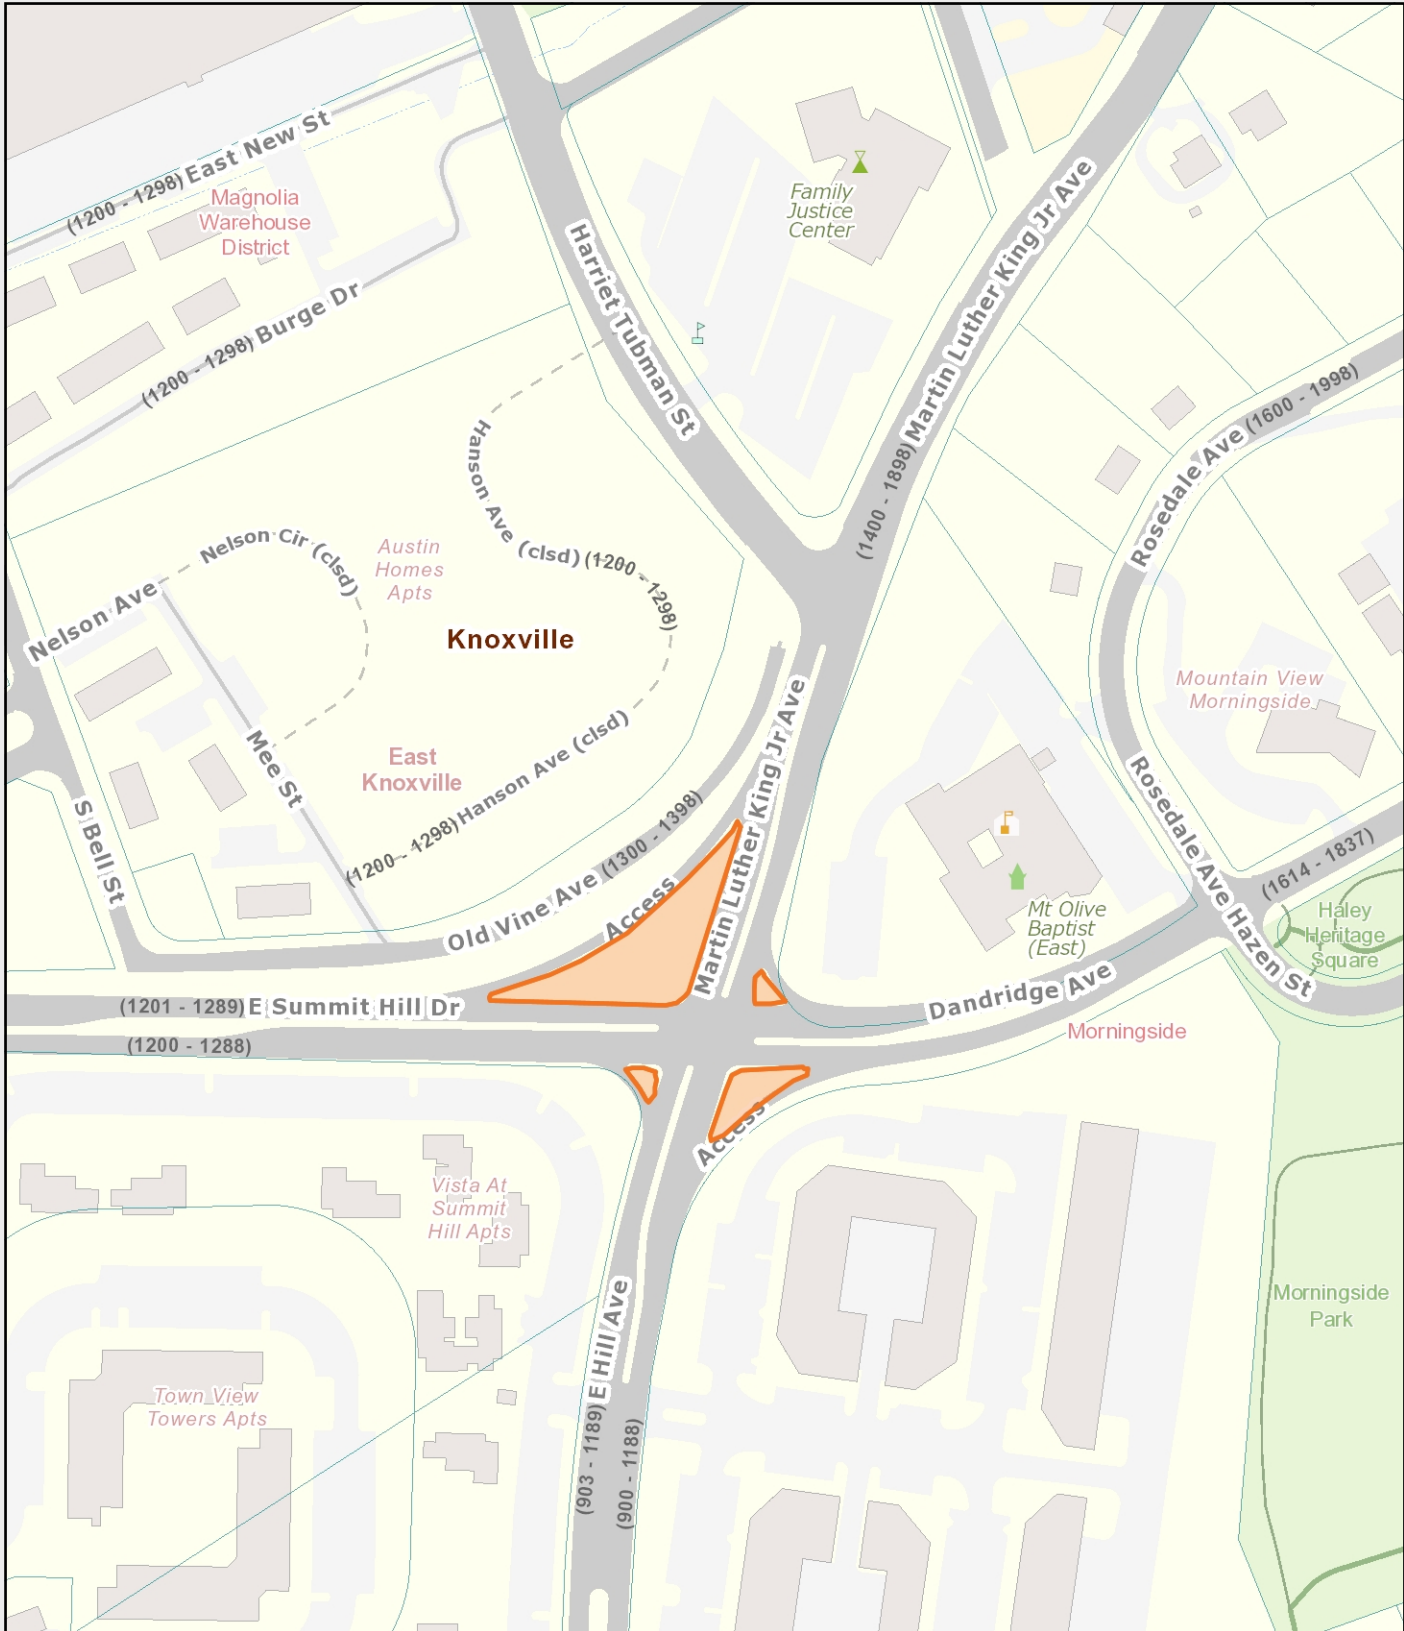 (1200 - 1298) East New St
Magnolia
Warehouse
District
Family
Justice
Center
Harriet Tubman St
(1400 - 1898) Martin Luther King Jr Ave
(1200 - 1298) Burge Dr
Rosedale Ave (1600 - 1998)
Hanson Ave (clsd) (1200 - 1298)
Nelson Cir (clsd)
Austin
Homes
Apts
Nelson Ave
Knoxville
Mountain View
Morningside
Martin Luther King Jr Ave
Mee St
East
Knoxville
(1200 - 1298) Hanson Ave (clsd)
S Bell St
Rosedale Ave
(1614 - 1837)
Old Vine Ave (1300 - 1398)
Access
Mt Olive
Baptist
(East)
Haley
Heritage
Square
Hazen St
(1201 - 1289) E Summit Hill Dr
Dandridge Ave
(1200 - 1288)
Morningside
Access
Vista At
Summit
Hill Apts
Morningside
Park
(903 - 1189) E Hill Ave
(900 - 1188)
Town View
Towers Apts